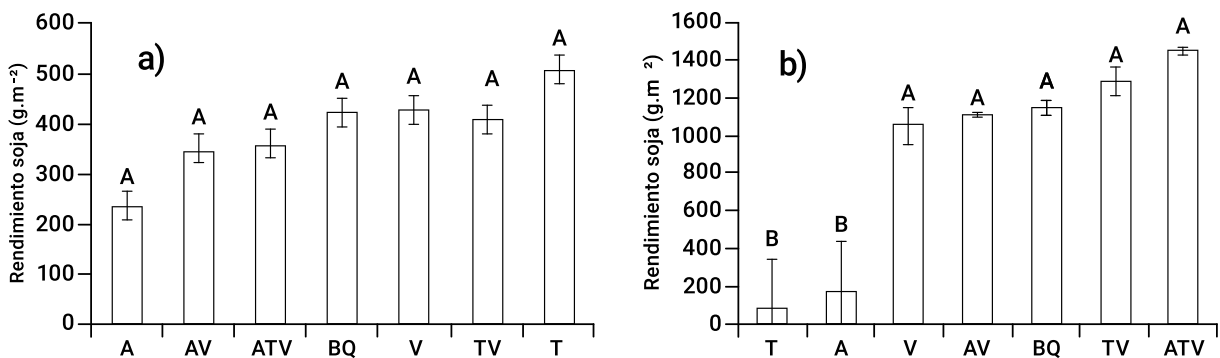 a)
Rendimiento soja (g.m⁻²)
600
500
400
300
200
100
0
A
A
A
A
A
A
A
A
AV
ATV
BQ
V
TV
T
b)
Rendimiento soja (g.m ²)
1600
1400
1200
1000
800
600
400
200
0
B
B
A
A
A
A
A
T
A
V
AV
BQ
TV
ATV